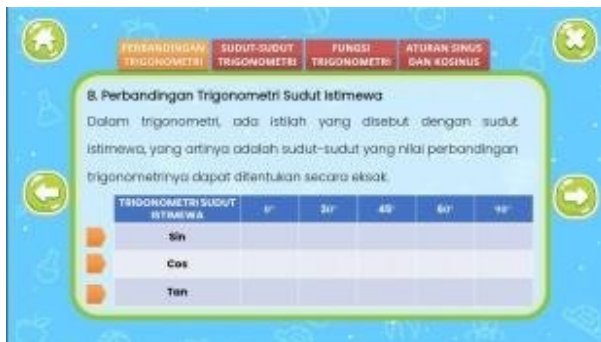 PERBANDINGAN
TRIGONOMETRI
SUDUT-SUDUT
TRIGONOMETRI
FUNGSI
TRIGONOMETRI
ATURAN SINUS
DAN KOSINUS
B. Perbandingan Trigonometri Sudut Istimewa
Dalam trigonometri, ada istilah yang disebut dengan sudut
istimewa, yang artinya adalah sudut-sudut yang nilai perbandingan
trigonometrinya dapat ditentukan secara eksak.
TRIGONOMETRI SUDUT
ISTIMEWA
0° 30° 45° 60° 90°
Sin
Cos
Tan